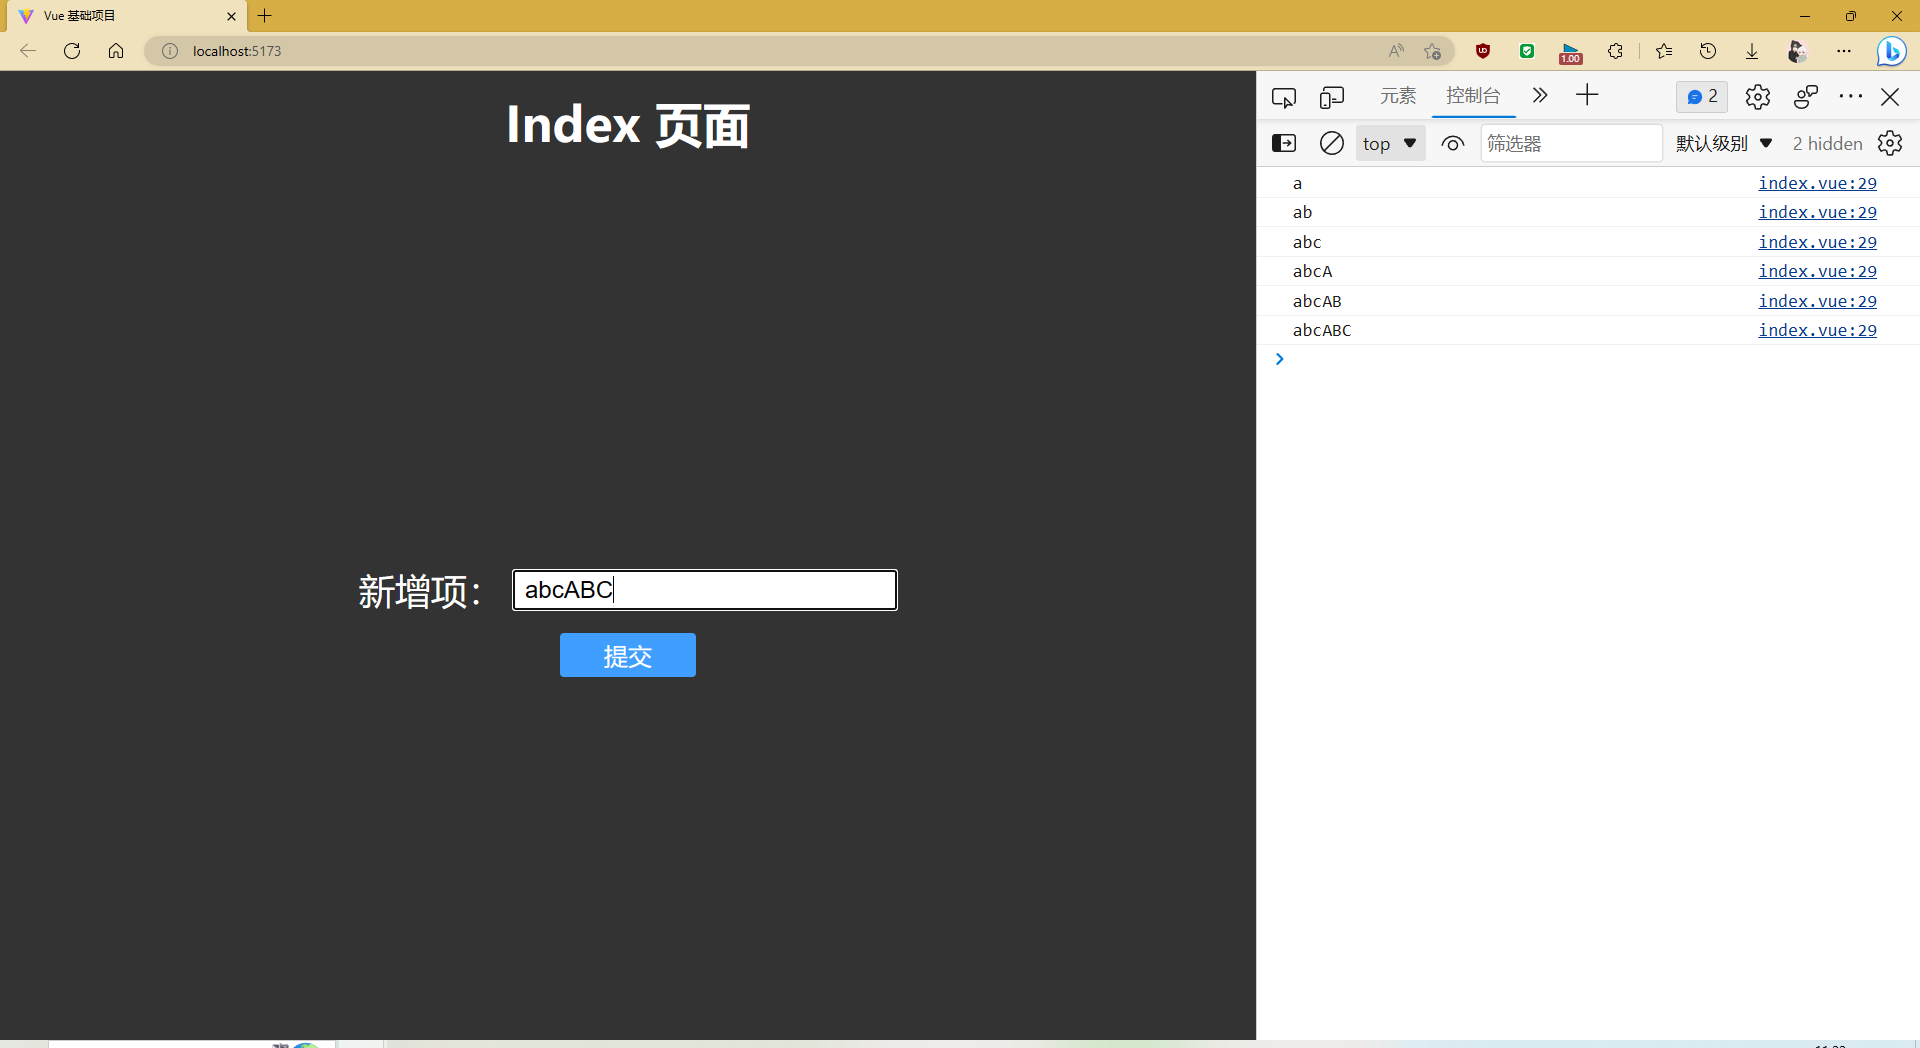 Vue 基础项目
localhost:5173
1.00
Index 页面
新增项：
abcABC
提交
元素
控制台
2
top
筛选器
默认级别
2 hidden
a index.vue:29
ab index.vue:29
abc index.vue:29
abcA index.vue:29
abcAB index.vue:29
abcABC index.vue:29